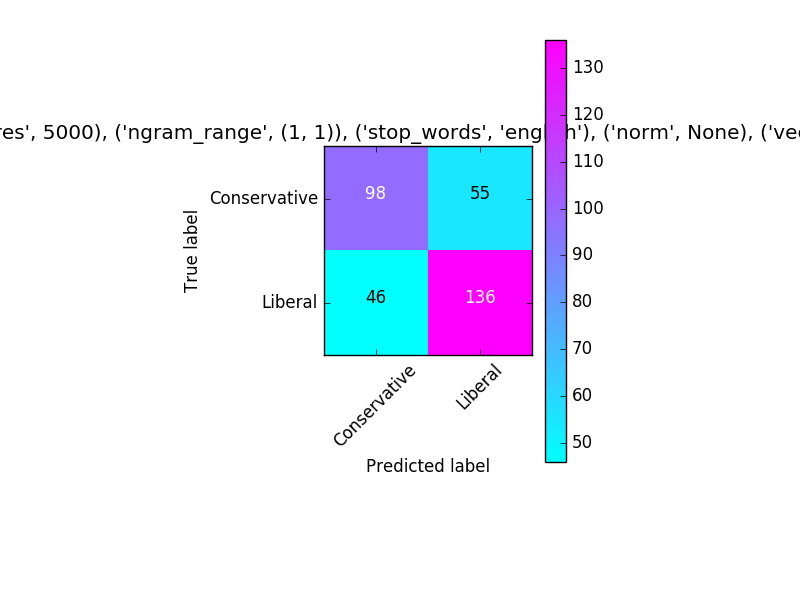 res', 5000), ('ngram_range', (1, 1)), ('stop_words', 'english'), ('norm', None), ('vec
Conservative
98
55
Liberal
46
136
True label
Conservative
Liberal
Predicted label
130
120
110
100
90
80
70
60
50